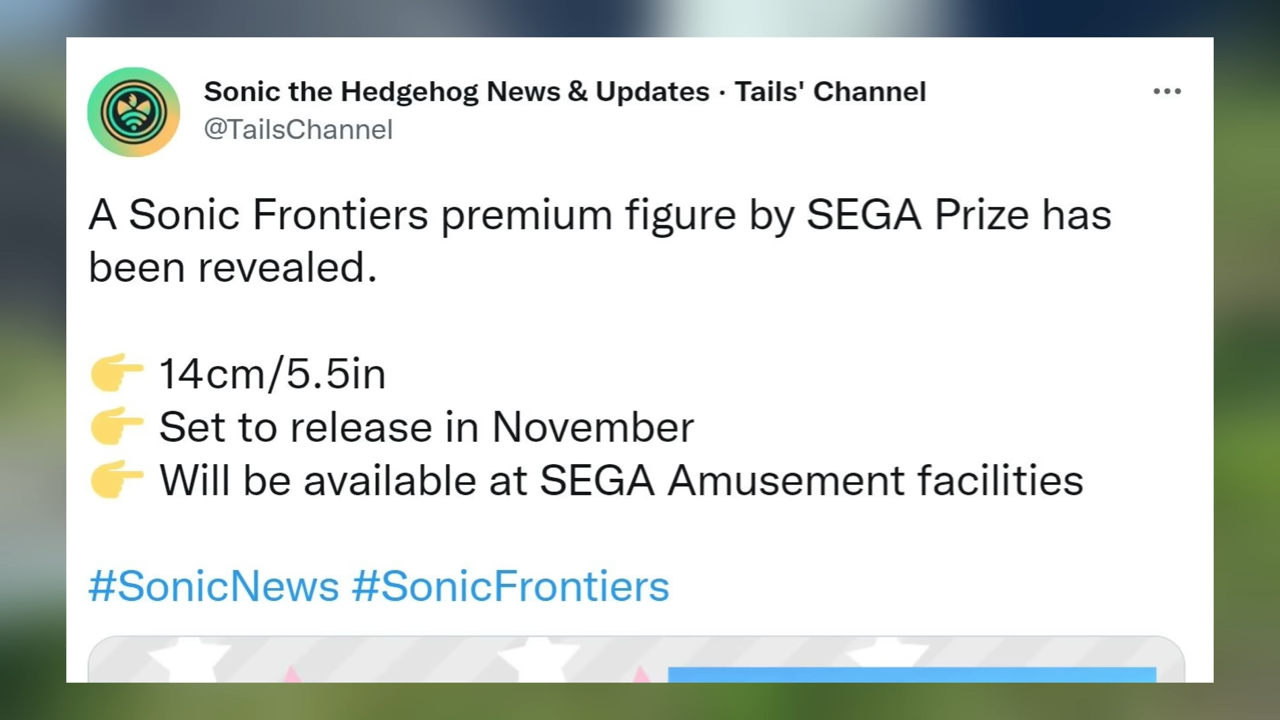 Sonic the Hedgehog News & Updates · Tails' Channel
@TailsChannel
A Sonic Frontiers premium figure by SEGA Prize has
been revealed.
👉 14cm/5.5in
👉 Set to release in November
👉 Will be available at SEGA Amusement facilities
#SonicNews #SonicFrontiers